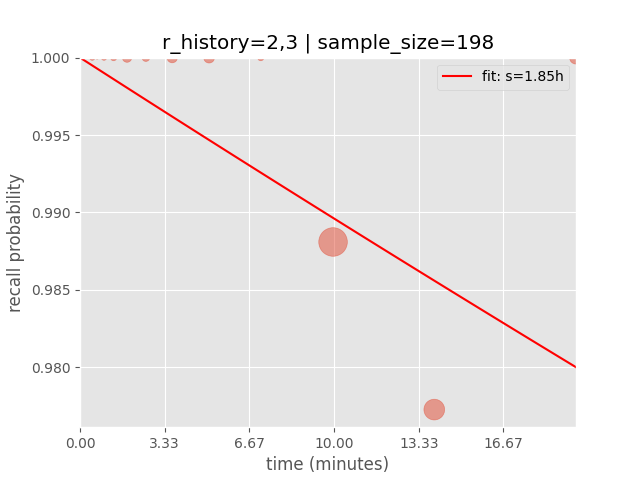 r_history=2,3 | sample_size=198
fit: s=1.85h
recall probability
1.000
0.995
0.990
0.985
0.980
0.00
3.33
6.67
10.00
13.33
16.67
time (minutes)